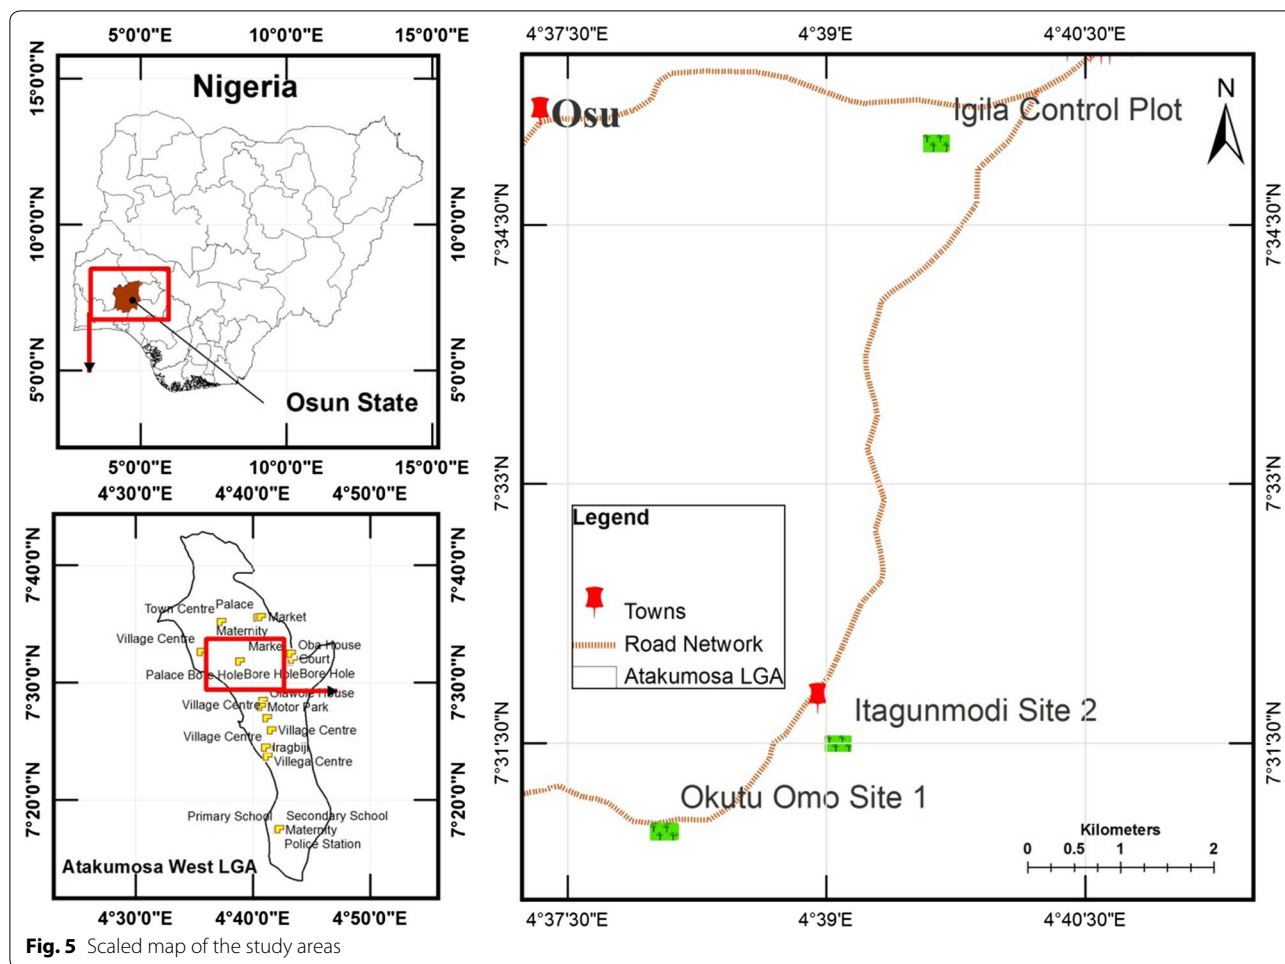 5°0'0"E
10°0'0"E
15°0'0"E
15°0'0"N
10°0'0"N
5°0'0"N
Nigeria
10°0'0"N
5°0'0"N
Osun State
5°0'0"E
10°0'0"E
15°0'0"E
4°30'0"E
4°40'0"E
4°50'0"E
7°40'0"N
7°30'0"N
7°20'0"N
7°40'0"N
7°30'0"N
7°20'0"N
Town Centre
Palace
Market
Maternity
Village Centre
Market
Oba House
Court
Palace Bore Hole
Bore Hole
Bore Hole
Olawole House
Village Centre
Motor Park
Village Centre
Village Centre
Iragbiji
Villega Centre
Primary School
Secondary School
Maternity
Police Station
Atakumosa West LGA
4°30'0"E
4°40'0"E
4°50'0"E
4°37'30"E
4°39'E
4°40'30"E
Osu
Igila Control Plot
N
7°34'30"N
7°33'N
7°31'30"N
7°34'30"N
7°33'N
7°31'30"N
Legend
Towns
Road Network
Atakumosa LGA
Itagunmodi Site 2
Okutu Omo Site 1
Kilometers
0 0.5 1 2
4°37'30"E
4°39'E
4°40'30"E
Fig. 5 Scaled map of the study areas